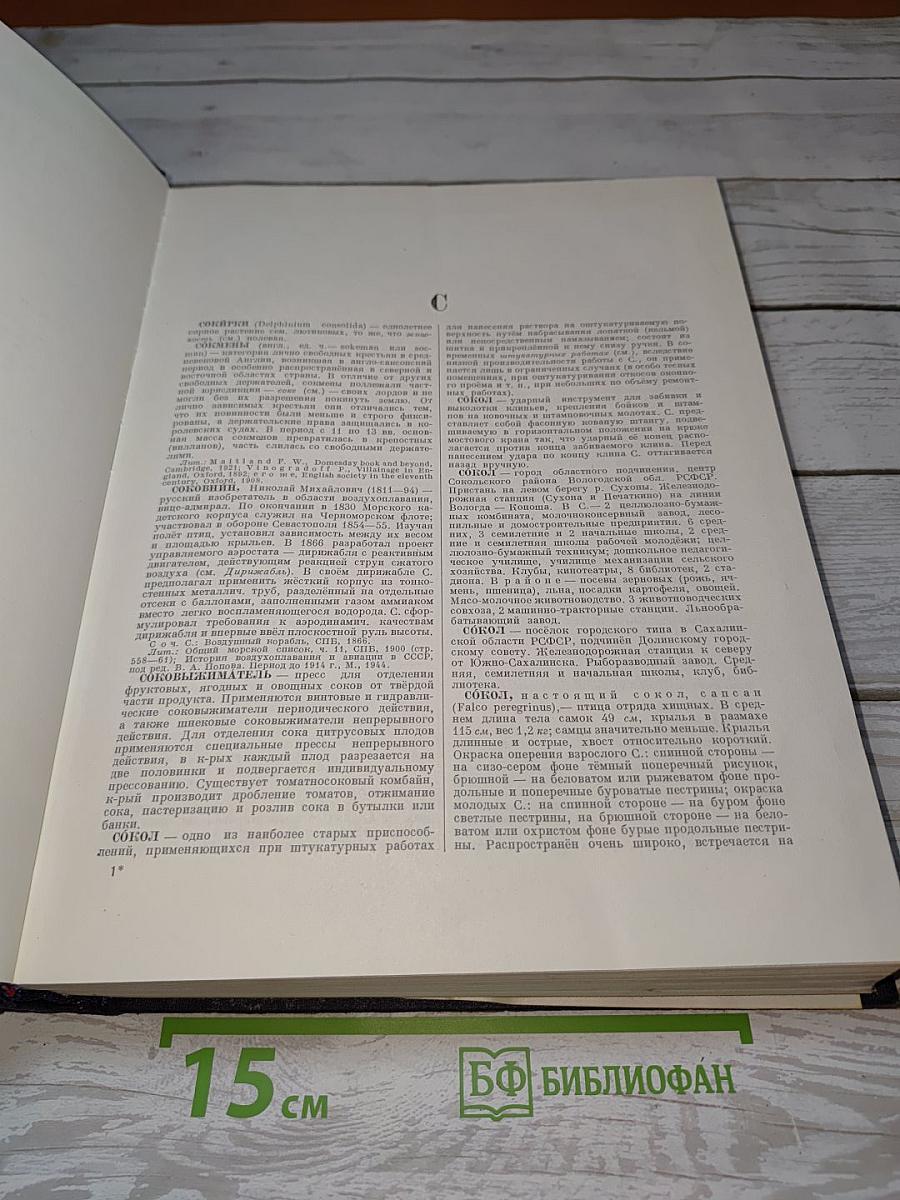 С
СОКИ́РКИ (Delphinium consolida) — однолетнее
сорное растение сем. лютиковых, то же, что живо-
кость (см.) полевая.
СО́КМЕНЫ (англ., ед. ч.— sokeman или soc-
man) — категория лично свободных крестьян в сред-
невековой Англии, возникшая в англо-саксонский
период и особенно распространённая в северной и
восточной областях страны. В отличие от других
свободных держателей, сокмены подлежали част-
ной юрисдикции — соке (см.) — своих лордов и не
могли без их разрешения покинуть землю. От
лично зависимых крестьян они отличались тем,
что их повинности были меньше и строго фикси-
рованы, а держательские права защищались в ко-
ролевских судах. В период с 11 по 13 вв. основ-
ная масса сокменов превратилась в крепостных
(вилланов), часть слилась со свободными держате-
лями.
Лит.: Maitland F. W., Domesday book and beyond,
Cambridge, 1921; Vinogradoff P., Villainage in En-
gland, Oxford, 1892; его же, English society in the eleventh
century, Oxford, 1908.
СОКОВНИН, Николай Михайлович (1811—94) —
русский изобретатель в области воздухоплавания,
вице-адмирал. По окончании в 1830 Морского ка-
детского корпуса служил на Черноморском флоте;
участвовал в обороне Севастополя 1854—55. Изучая
полёт птиц, установил зависимость между их весом
и площадью крыльев. В 1866 разработал проект
управляемого аэростата — дирижабля с реактивным
двигателем, действующим реакцией струи сжатого
воздуха (см. Дирижабль). В своём дирижабле С.
предполагал применить жёсткий корпус из тонко-
стенных металлич. труб, разделённый на отдельные
отсеки с баллонами, заполненными газом аммиаком
вместо легко воспламеняющегося водорода. С. сфор-
мулировал требования к аэродинамич. качествам
дирижабля и впервые ввёл плоскостной руль высоты.
Соч. С.: Воздушный корабль, СПБ, 1866.
Лит.: Общий морской список, ч. 11, СПБ, 1900 (стр.
558—61); История воздухоплавания и авиации в СССР,
под ред. В. А. Попова. Период до 1914 г., М., 1944.
СОКОВЫЖИМАТЕЛЬ — пресс для отделения
фруктовых, ягодных и овощных соков от твёрдой
части продукта. Применяются винтовые и гидравли-
ческие соковыжиматели периодического действия,
а также шнековые соковыжиматели непрерывного
действия. Для отделения сока цитрусовых плодов
применяются специальные прессы непрерывного
действия, в к-рых каждый плод разрезается на
две половинки и подвергается индивидуальному
прессованию. Существует томатносоковый комбайн,
к-рый производит дробление томатов, отжимание
сока, пастеризацию и розлив сока в бутылки или
банки.
СО́КОЛ — одно из наиболее старых приспособ-
лений, применяющихся при штукатурных работах
1*
для нанесения раствора на оштукатуриваемую по-
верхность путём набрасывания лопаткой (кельмой)
или непосредственным намазыванием; состоит из
щитка и прикреплённой к нему снизу ручки. В со-
временных штукатурных работах (см.), вследствие
низкой производительности работы с С., он приме-
няется лишь в ограниченных случаях (в особо тесных
помещениях, при оштукатуривании откосов оконно-
го проёма и т. п., при небольших по объёму ремонт-
ных работах).
СО́КОЛ — ударный инструмент для забивки и
выколотки клиньев, крепления бойков и штам-
пов на ковочных и штамповочных молотах. С. пред-
ставляет собой фасонную кованую штангу, подве-
шиваемую в горизонтальном положении на крюке
мостового крана так, что ударный её конец распо-
лагается против конца забиваемого клина. Перед
нанесением удара по концу клина С. оттягивается
назад вручную.
СО́КОЛ — город областного подчинения, центр
Сокольского района Вологодской обл. РСФСР.
Пристань на левом берегу р. Сухоны. Железнодо-
рожная станция (Сухона и Печаткино) на линии
Вологда — Коноша. В С.— 2 целлюлозно-бумаж-
ных комбината, молочноконсервный завод, лесо-
пильные и домостроительные предприятия. 6 сред-
них, 3 семилетние и 2 начальные школы, 2 сред-
ние и семилетняя школы рабочей молодёжи; цел-
люлозно-бумажный техникум; дошкольное педагоги-
ческое училище, училище механизации сельского
хозяйства. Клубы, кинотеатры, 8 библиотек, 2 ста-
диона. В районе — посевы зерновых (рожь, яч-
мень, пшеница), льна, посадки картофеля, овощей.
Мясо-молочное животноводство. 3 животноводческих
совхоза, 2 машинно-тракторные станции. Льнообра-
батывающий завод.
СО́КОЛ — посёлок городского типа в Сахалин-
ской области РСФСР, подчинён Долинскому город-
скому совету. Железнодорожная станция к северу
от Южно-Сахалинска. Рыборазводный завод. Сред-
няя, семилетняя и начальная школы, клуб, биб-
лиотека.
СО́КОЛ, настоящий сокол, сапсан
(Falco peregrinus),— птица отряда хищных. В сред-
нем длина тела самок 49 см, крылья в размахе
115 см, вес 1,2 кг; самцы значительно меньше. Крылья
длинные и острые, хвост относительно короткий.
Окраска оперения взрослого С.: спинной стороны —
на сизо-сером фоне тёмный поперечный рисунок,
брюшной — на беловатом или рыжеватом фоне про-
дольные и поперечные буроватые пестрины; окраска
молодых С.: на спинной стороне — на буром фоне
светлые пестрины, на брюшной стороне — на бело-
ватом или охристом фоне бурые продольные пестри-
ны. Распространён очень широко, встречается на
15 см
БФ БИБЛИОФА́Н